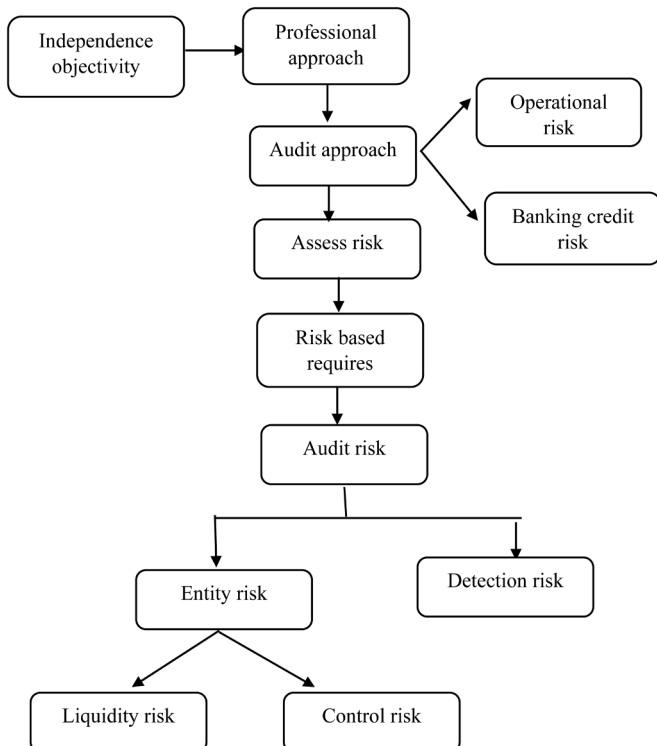 Independence
objectivity
Professional
approach
Operational
risk
Audit approach
Banking credit
risk
Assess risk
Risk based
requires
Audit risk
Entity risk
Detection risk
Liquidity risk
Control risk